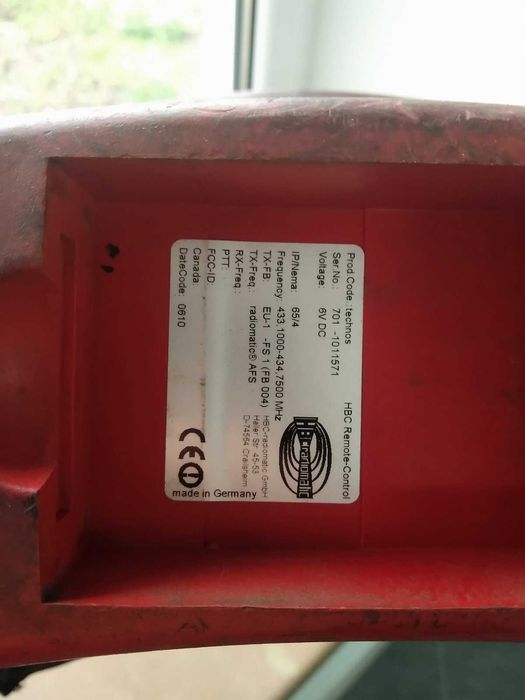 HBC Remote-Control
Prod.Code: technos
Ser.No.: 701 -1011571
Voltage: 6V DC
HBC radiomatic
IP/Nema: 65/4
Frequency: 433,1000-434,7500 MHz
TX-FB: EU-1 -FS 1 (FB 004)
TX-Freq.: radiomatic® AFS
RX-Freq.:
PTT:
HBC-radiomatic GmbH
Haller Str. 45-53
D-74564 Crailsheim
FCC-ID:
Canada:
DateCode: 0610
CE
made in Germany